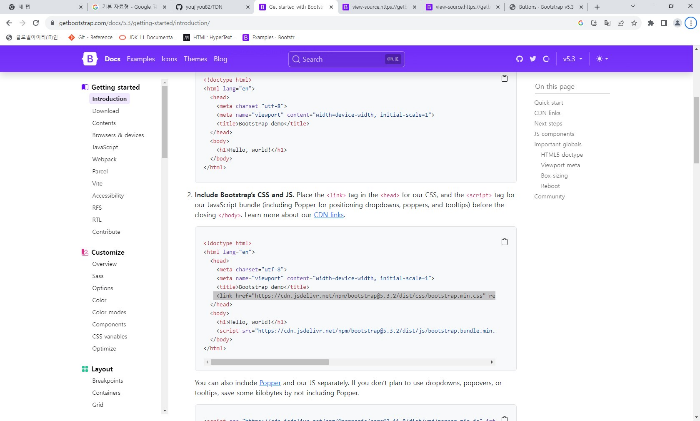 새 탭
Google
youjiyou02/TDN
Get started with Bootst
view-source:https://get
view-source:https://get
Buttons · Bootstrap v5.3
getbootstrap.com/docs/5.3/getting-started/introduction/
Git - Reference
Documents
Examples · Bootstr
B Docs Examples Icons Themes Blog
Search
v5.3
Getting started
Introduction
Download
Contents
Browsers & devices
JavaScript
Webpack
Parcel
Vite
Accessibility
RFS
RTL
Contribute
Customize
Overview
Sass
Options
Color
Color modes
Components
CSS variables
Optimize
Layout
Breakpoints
Containers
Grid
<!doctype html>
<html lang="en">
<head>
<meta charset="utf-8">
<meta name="viewport" content="width=device-width, initial-scale=1">
<title>Bootstrap demo</title>
</head>
<body>
<h1>Hello, world!</h1>
</body>
</html>
2. Include Bootstrap's CSS and JS. Place the <link> tag in the <head> for our CSS, and the <script> tag for
our JavaScript bundle (including Popper for positioning dropdowns, poppers, and tooltips) before the
closing </body>. Learn more about our CDN links.
<!doctype html>
<html lang="en">
<head>
<meta charset="utf-8">
<meta name="viewport" content="width=device-width, initial-scale=1">
<title>Bootstrap demo</title>
<link href="https://cdn.jsdelivr.net/npm/bootstrap@5.3.2/dist/css/bootstrap.min.css" re
</head>
<body>
<h1>Hello, world!</h1>
<script src="https://cdn.jsdelivr.net/npm/bootstrap@5.3.2/dist/js/bootstrap.bundle.min.
</body>
</html>
You can also include Popper and our JS separately. If you don't plan to use dropdowns, popovers, or
tooltips, save some kilobytes by not including Popper.
On this page
Quick start
CDN links
Next steps
JS components
Important globals
HTML5 doctype
Viewport meta
Box sizing
Reboot
Community